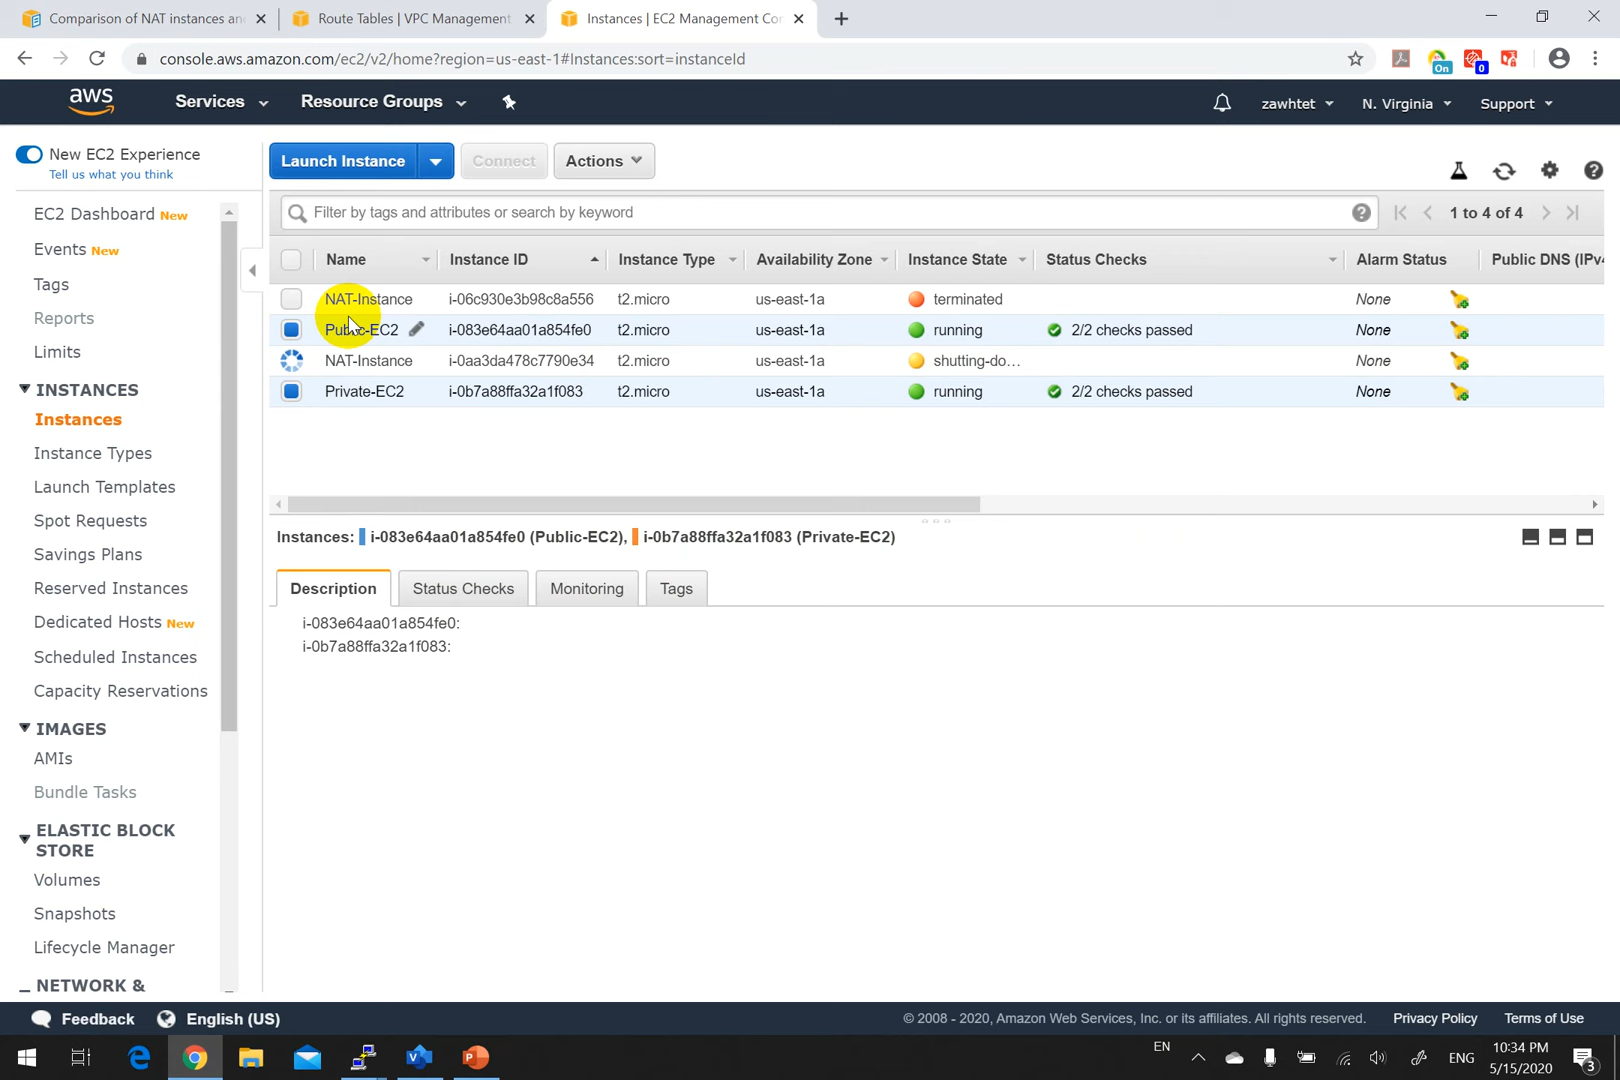 Comparison of NAT instances an
Route Tables | VPC Management
Instances | EC2 Management Co
console.aws.amazon.com/ec2/v2/home?region=us-east-1#Instances:sort=instanceId
On
0
aws
Services
Resource Groups
zawhtet
N. Virginia
Support
New EC2 Experience
Tell us what you think
Launch Instance
Connect
Actions
EC2 Dashboard New
Events New
Tags
Reports
Limits
INSTANCES
Instances
Instance Types
Launch Templates
Spot Requests
Savings Plans
Reserved Instances
Dedicated Hosts New
Scheduled Instances
Capacity Reservations
IMAGES
AMIs
Bundle Tasks
ELASTIC BLOCK
STORE
Volumes
Snapshots
Lifecycle Manager
NETWORK &
Filter by tags and attributes or search by keyword
1 to 4 of 4
Name Instance ID Instance Type Availability Zone Instance State Status Checks Alarm Status Public DNS (IPv4
NAT-Instance i-06c930e3b98c8a556 t2.micro us-east-1a terminated None
Public-EC2 i-083e64aa01a854fe0 t2.micro us-east-1a running 2/2 checks passed None
NAT-Instance i-0aa3da478c7790e34 t2.micro us-east-1a shutting-do... None
Private-EC2 i-0b7a88ffa32a1f083 t2.micro us-east-1a running 2/2 checks passed None
Instances: i-083e64aa01a854fe0 (Public-EC2), i-0b7a88ffa32a1f083 (Private-EC2)
Description
Status Checks
Monitoring
Tags
i-083e64aa01a854fe0:
i-0b7a88ffa32a1f083:
Feedback
English (US)
© 2008 - 2020, Amazon Web Services, Inc. or its affiliates. All rights reserved.
Privacy Policy
Terms of Use
EN
ENG
10:34 PM
5/15/2020
3